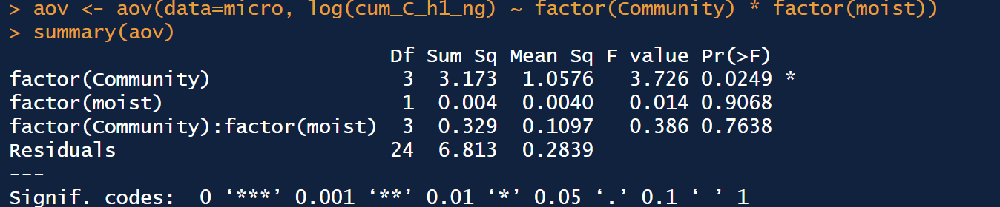 > aov <- aov(data=micro, log(cum_C_h1_ng) ~ factor(Community) * factor(moist))
> summary(aov)
Df Sum Sq Mean Sq F value Pr(>F)
factor(Community) 3 3.173 1.0576 3.726 0.0249 *
factor(moist) 1 0.004 0.0040 0.014 0.9068
factor(Community):factor(moist) 3 0.329 0.1097 0.386 0.7638
Residuals 24 6.813 0.2839
---
Signif. codes: 0 ‘***’ 0.001 ‘**’ 0.01 ‘*’ 0.05 ‘.’ 0.1 ‘ ’ 1